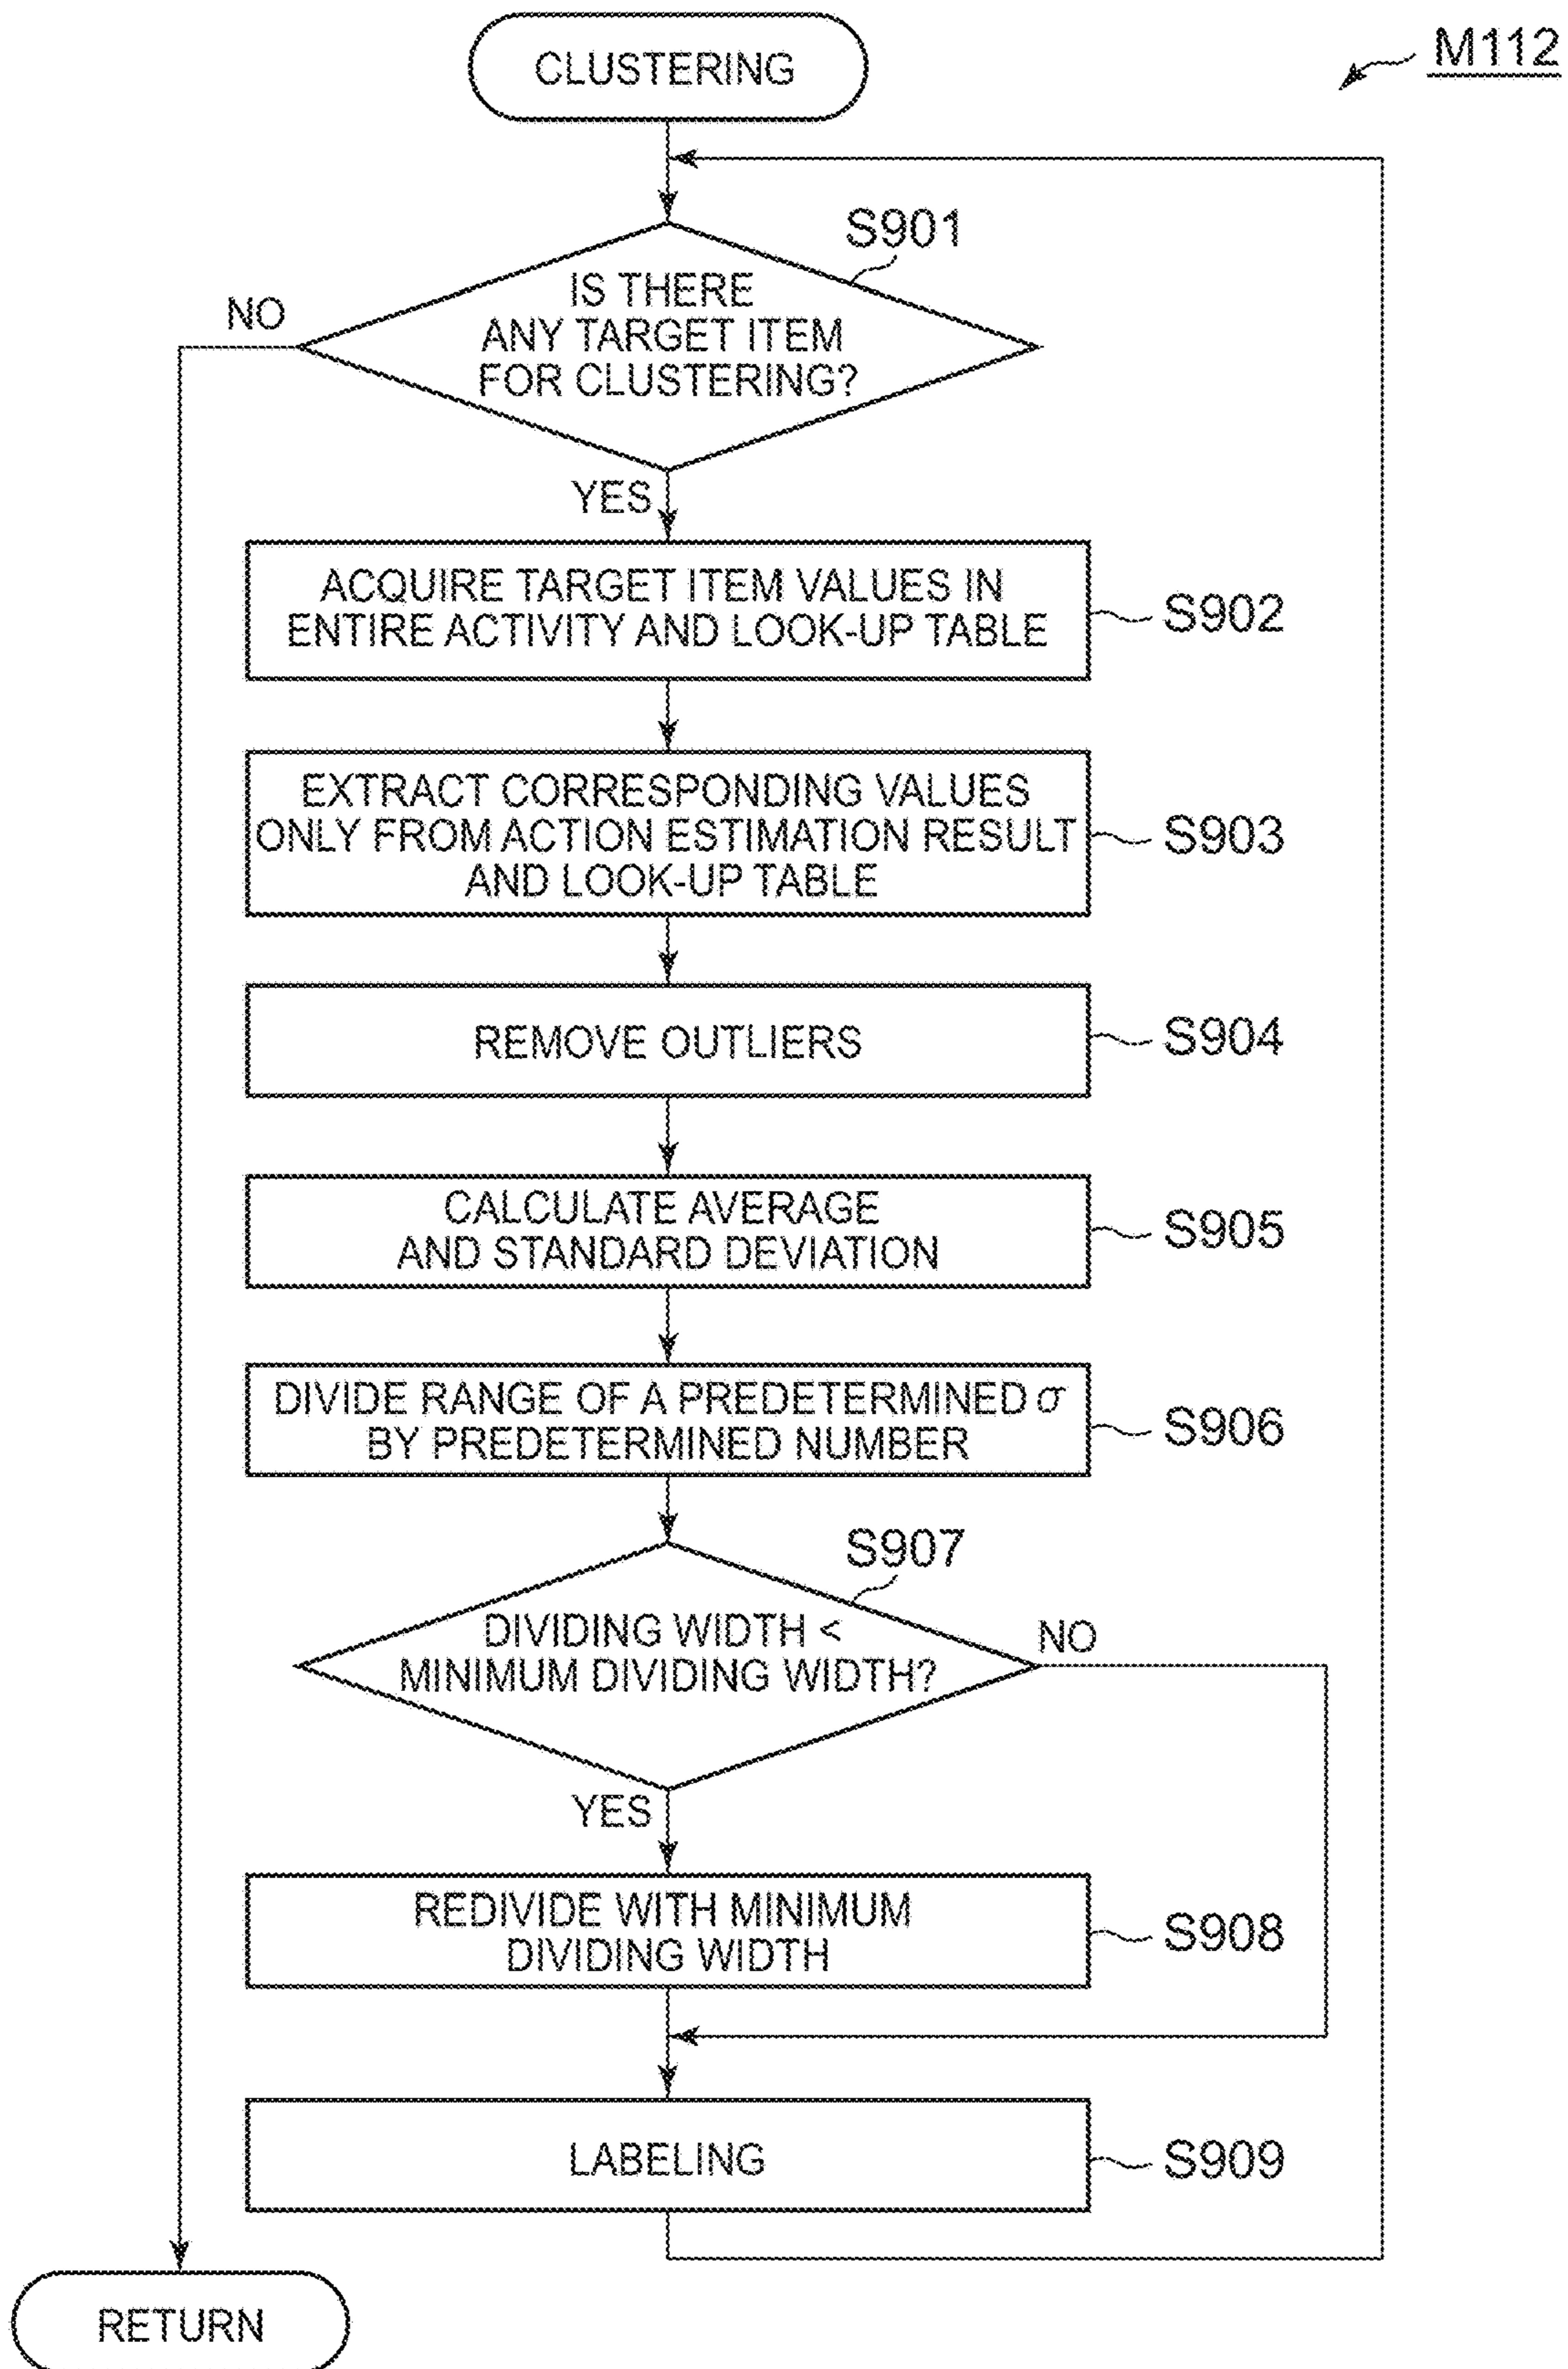 CLUSTERING
M112
S901
IS THERE
ANY TARGET ITEM
FOR CLUSTERING?
NO
YES
ACQUIRE TARGET ITEM VALUES IN
ENTIRE ACTIVITY AND LOOK-UP TABLE
S902
EXTRACT CORRESPONDING VALUES
ONLY FROM ACTION ESTIMATION RESULT
AND LOOK-UP TABLE
S903
REMOVE OUTLIERS
S904
CALCULATE AVERAGE
AND STANDARD DEVIATION
S905
DIVIDE RANGE OF A PREDETERMINED σ
BY PREDETERMINED NUMBER
S906
S907
DIVIDING WIDTH <
MINIMUM DIVIDING WIDTH?
NO
YES
REDIVIDE WITH MINIMUM
DIVIDING WIDTH
S908
LABELING
S909
RETURN